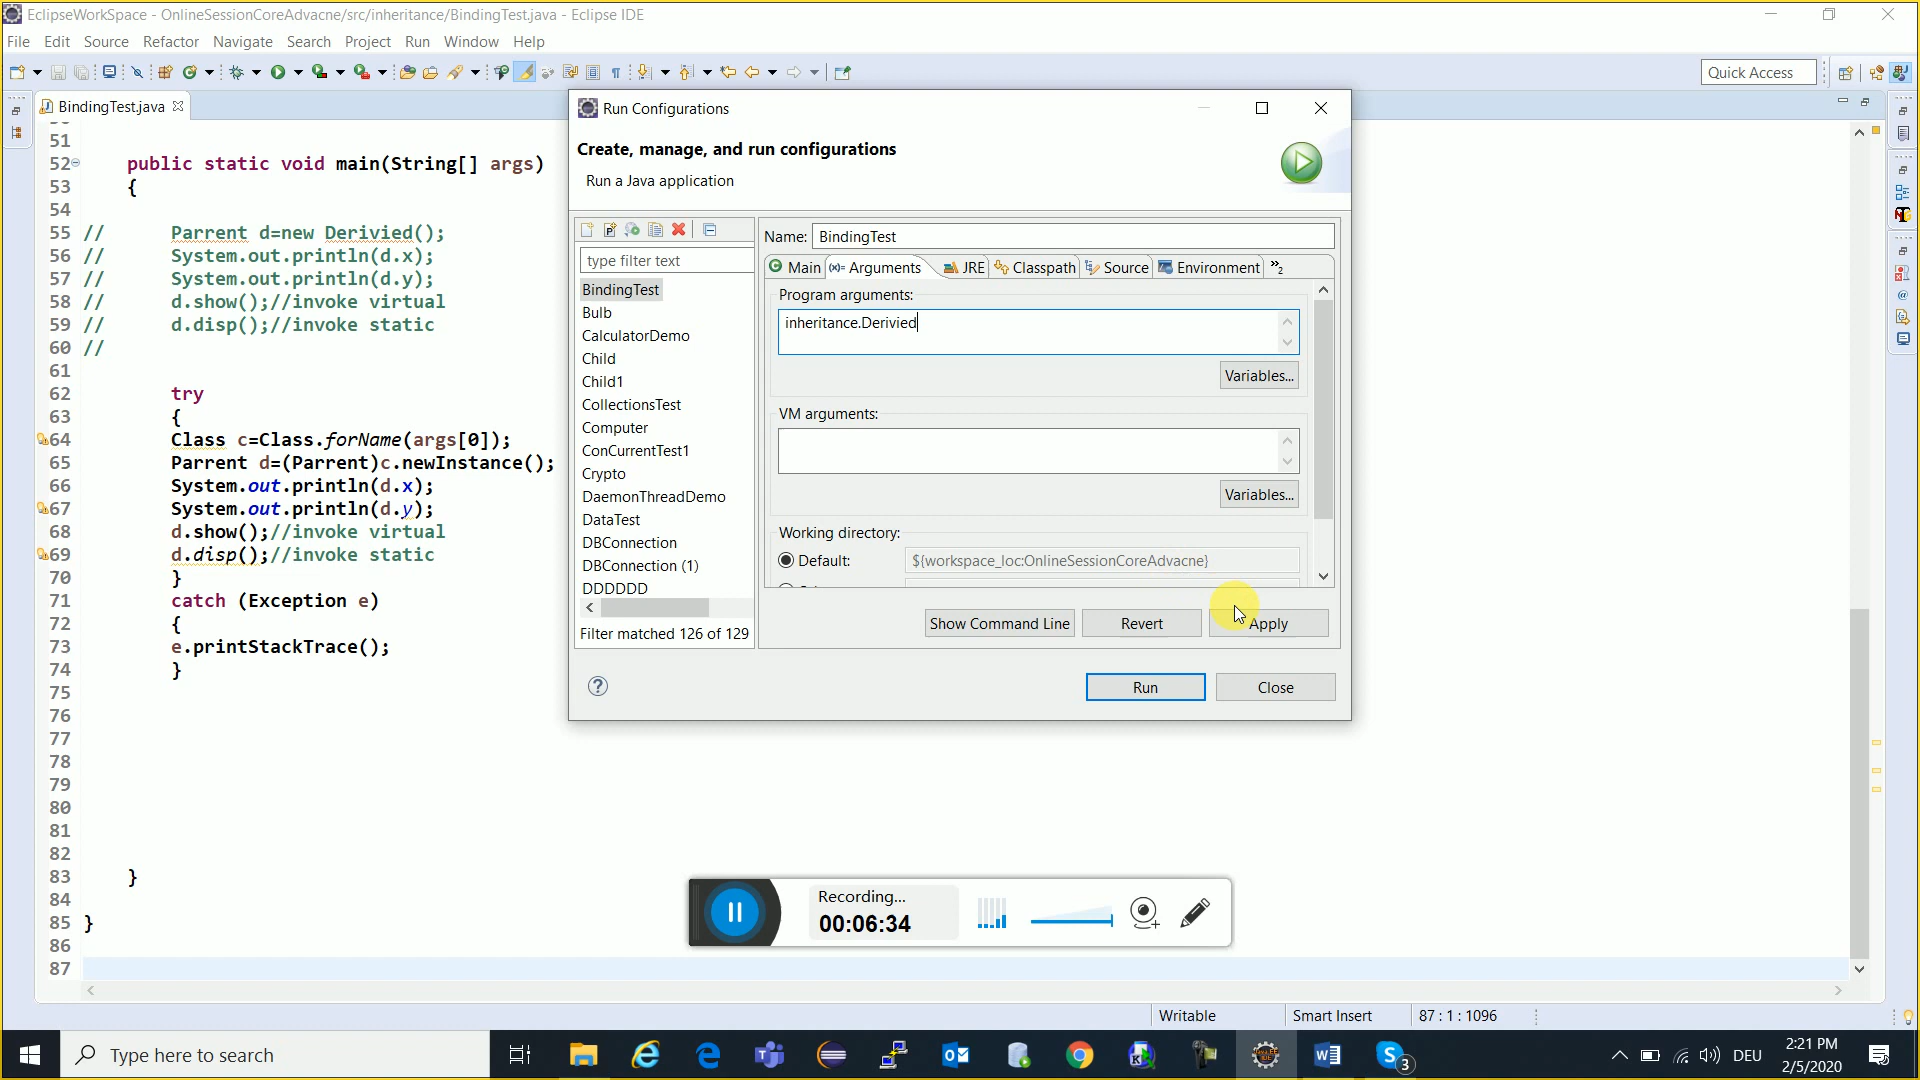 EclipseWorkSpace - OnlineSessionCoreAdvacne/src/inheritance/BindingTest.java - Eclipse IDE
File Edit Source Refactor Navigate Search Project Run Window Help
Quick Access
BindingTest.java
51
52 public static void main(String[] args)
53 {
54
55 // Parrent d=new Derivied();
56 // System.out.println(d.x);
57 // System.out.println(d.y);
58 // d.show();//invoke virtual
59 // d.disp();//invoke static
60 //
61
62 try
63 {
64 Class c=Class.forName(args[0]);
65 Parrent d=(Parrent)c.newInstance();
66 System.out.println(d.x);
67 System.out.println(d.y);
68 d.show();//invoke virtual
69 d.disp();//invoke static
70 }
71 catch (Exception e)
72 {
73 e.printStackTrace();
74 }
75
76
77
78
79
80
81
82
83 }
84
85 }
86
87
Run Configurations
Create, manage, and run configurations
Run a Java application
type filter text
BindingTest
Bulb
CalculatorDemo
Child
Child1
CollectionsTest
Computer
ConCurrentTest1
Crypto
DaemonThreadDemo
DataTest
DBConnection
DBConnection (1)
DDDDDD
Filter matched 126 of 129
Name: BindingTest
Main (x)= Arguments JRE Classpath Source Environment »2
Program arguments:
inheritance.Derivied
Variables...
VM arguments:
Variables...
Working directory:
Default: ${workspace_loc:OnlineSessionCoreAdvacne}
Show Command Line Revert Apply
Run Close
Recording...
00:06:34
Writable Smart Insert 87 : 1 : 1096
Type here to search
3
DEU
2:21 PM
2/5/2020